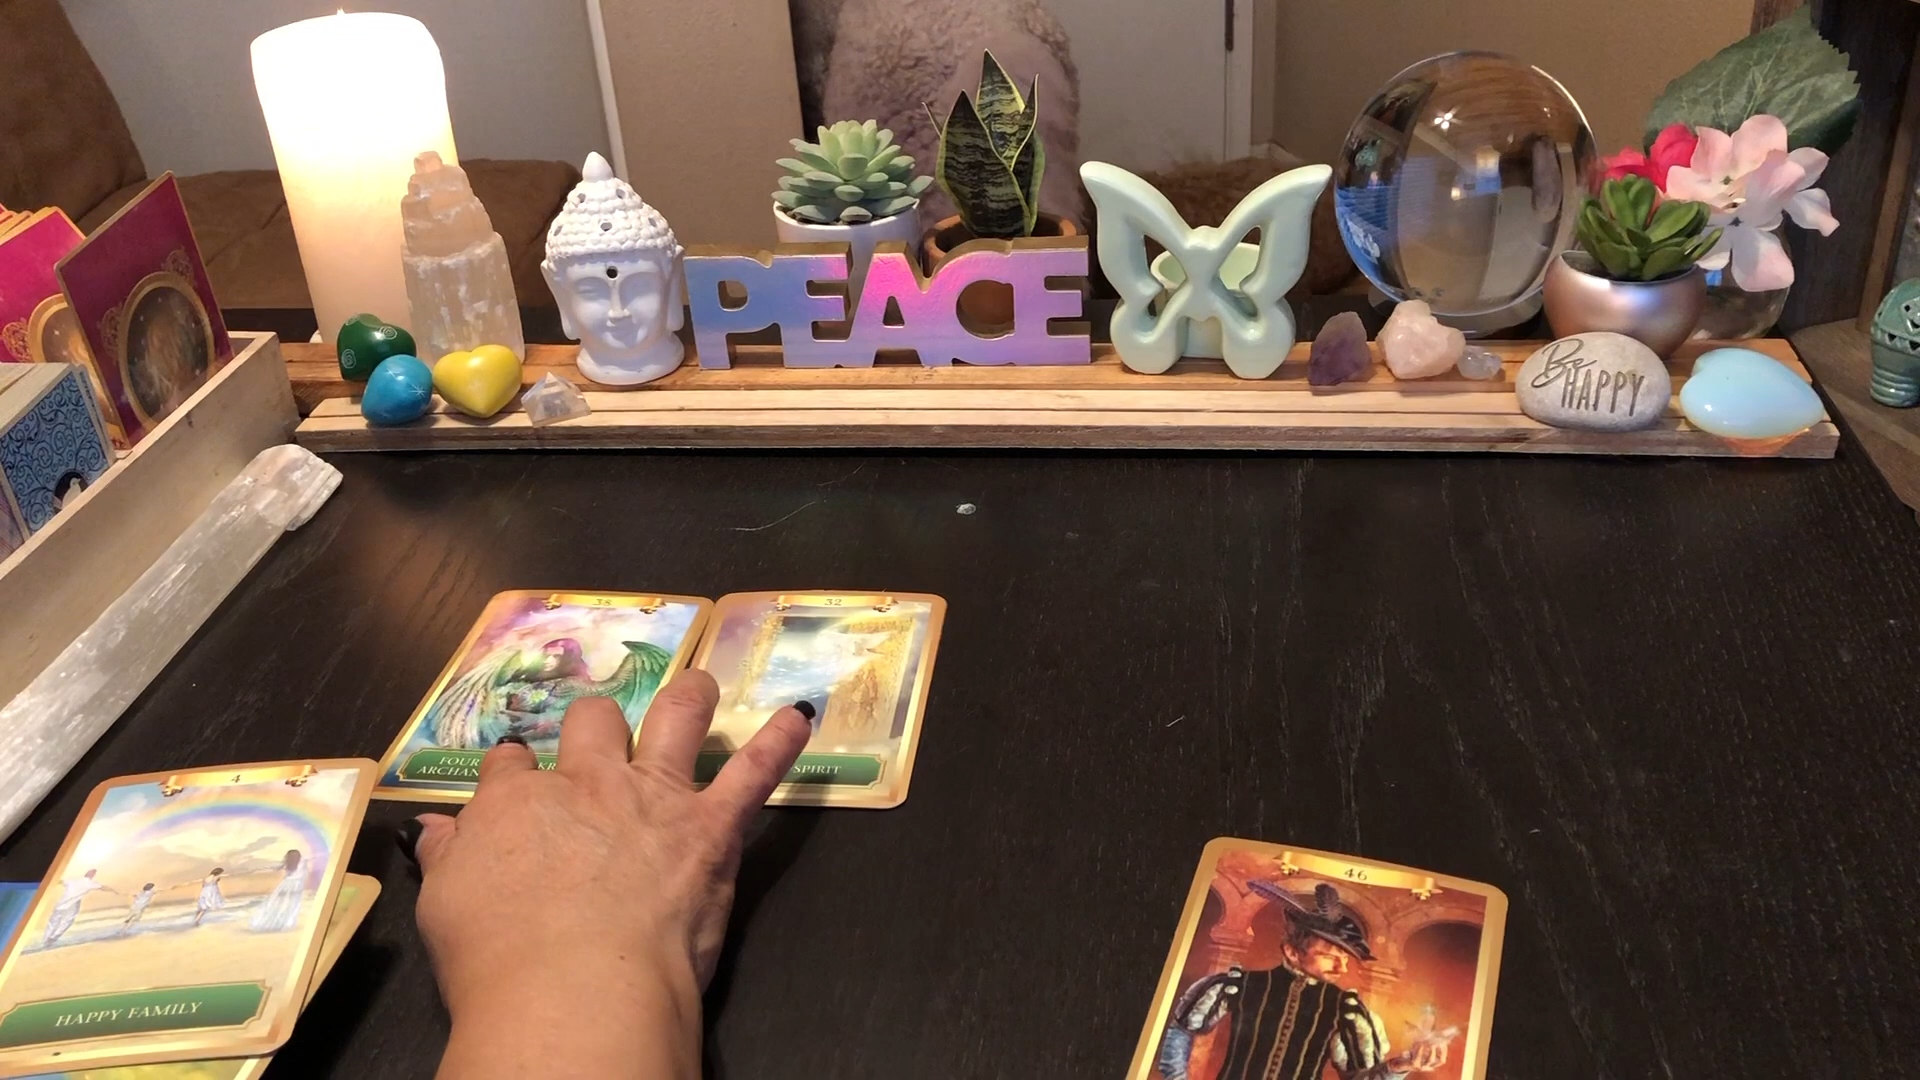 PEACE
Be
HAPPY
38
32
FOUR
ARCHAN
SPIRIT
4
HAPPY FAMILY
46